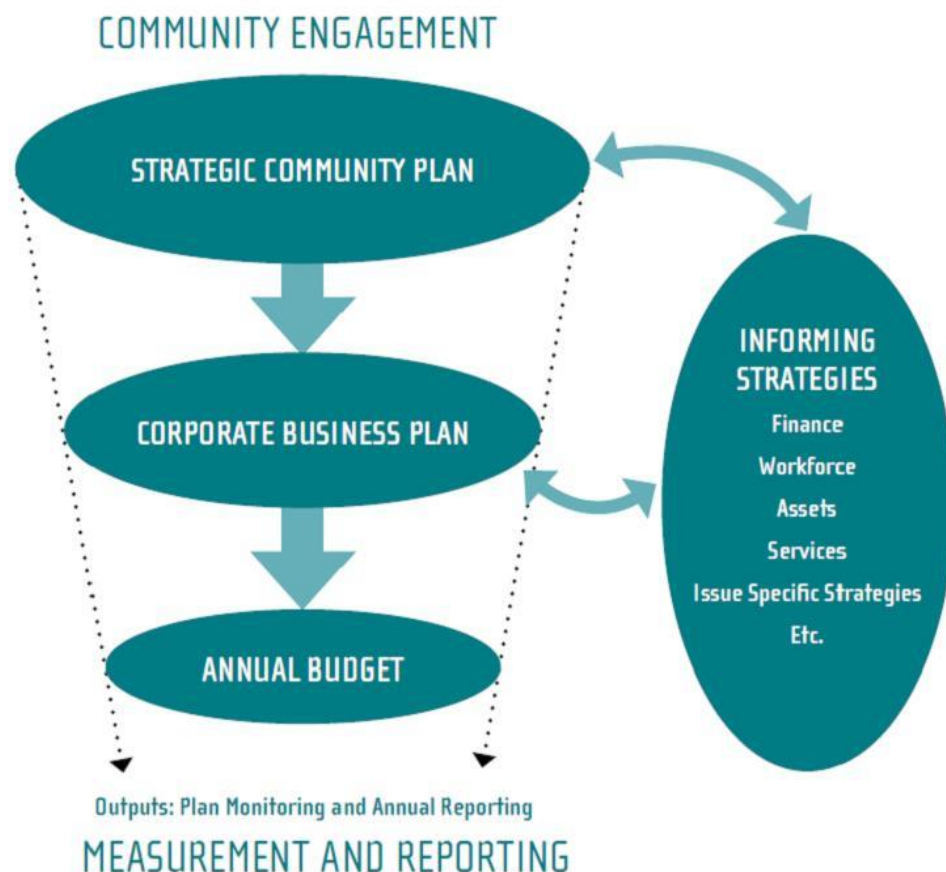 COMMUNITY ENGAGEMENT
STRATEGIC COMMUNITY PLAN
CORPORATE BUSINESS PLAN
ANNUAL BUDGET
INFORMING
STRATEGIES
Finance
Workforce
Assets
Services
Issue Specific Strategies
Etc.
Outputs: Plan Monitoring and Annual Reporting
MEASUREMENT AND REPORTING